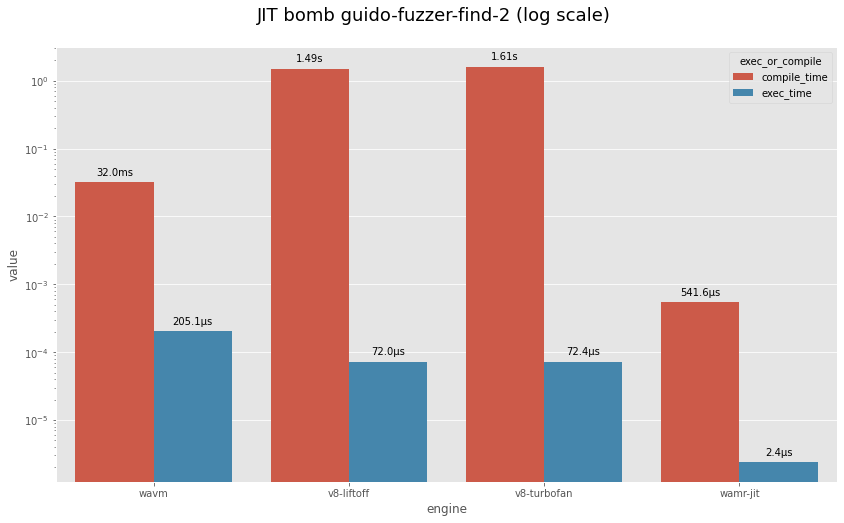 JIT bomb guido-fuzzer-find-2 (log scale)
exec_or_compile
compile_time
exec_time
1.49s
1.61s
32.0ms
541.6μs
205.1μs
72.0μs
72.4μs
2.4μs
10⁰
10⁻¹
10⁻²
10⁻³
10⁻⁴
10⁻⁵
value
wavm
v8-liftoff
v8-turbofan
wamr-jit
engine